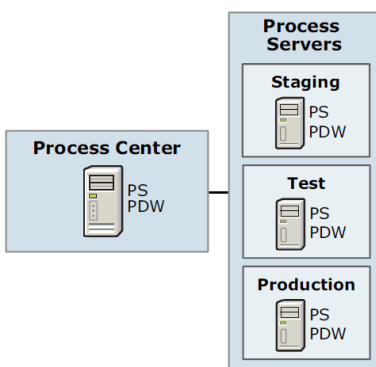 Process Center
PS
PDW
Process
Servers
Staging
PS
PDW
Test
PS
PDW
Production
PS
PDW